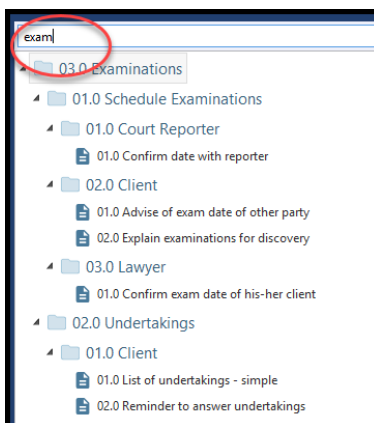 exam
03.0 Examinations
01.0 Schedule Examinations
01.0 Court Reporter
01.0 Confirm date with reporter
02.0 Client
01.0 Advise of exam date of other party
02.0 Explain examinations for discovery
03.0 Lawyer
01.0 Confirm exam date of his-her client
02.0 Undertakings
01.0 Client
01.0 List of undertakings - simple
02.0 Reminder to answer undertakings